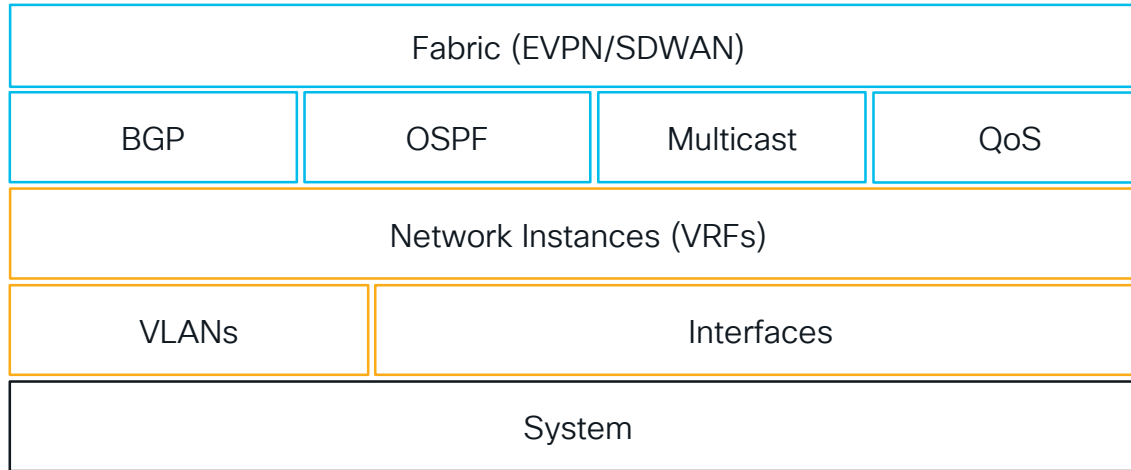 Fabric (EVPN/SDWAN)
BGP
OSPF
Multicast
QoS
Network Instances (VRFs)
VLANs
Interfaces
System